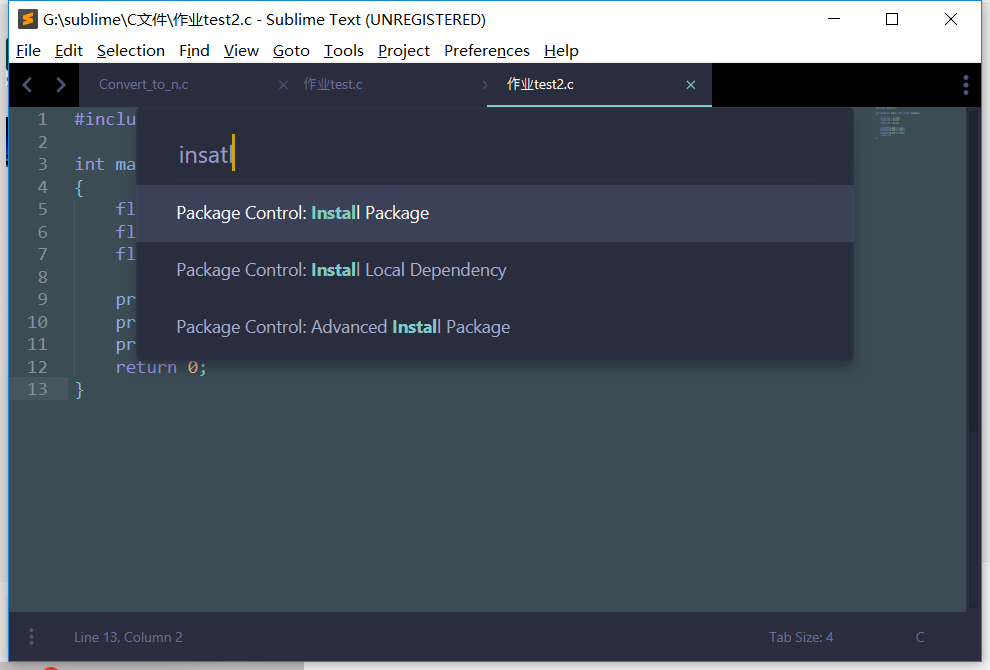 G:\sublime\C文件\作业test2.c - Sublime Text (UNREGISTERED)
File Edit Selection Find View Goto Tools Project Preferences Help
Convert_to_n.c 作业test.c 作业test2.c
1 #inclu
insatl
2
3 int ma
4 {
Package Control: Install Package
5 fl
6 fl
7 fl
Package Control: Install Local Dependency
8
9 pr
10 pr
Package Control: Advanced Install Package
11 pr
12 return 0;
13 }
Line 13, Column 2 Tab Size: 4 C